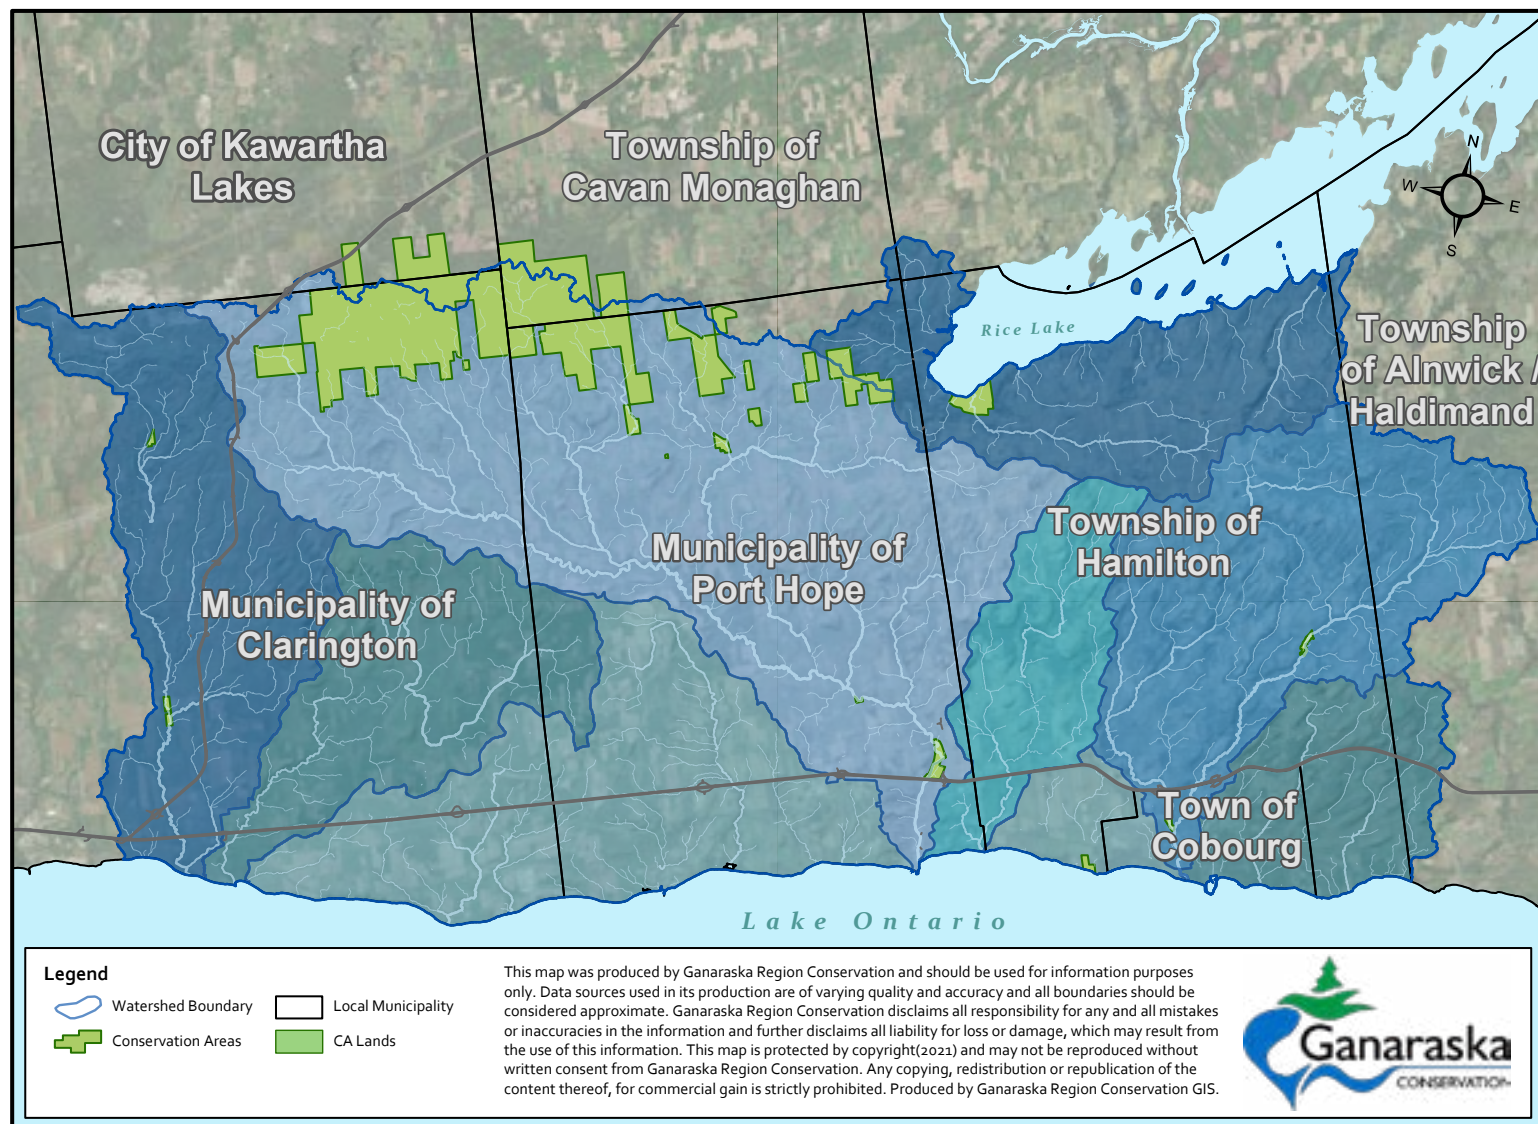 City of Kawartha
Lakes
Township of
Cavan Monaghan
N
W
E
S
Rice Lake
Township
of Alnwick /
Haldimand
Township of
Hamilton
Municipality of
Port Hope
Municipality of
Clarington
Town of
Cobourg
Lake Ontario
Legend
Watershed Boundary
Local Municipality
Conservation Areas
CA Lands
This map was produced by Ganaraska Region Conservation and should be used for information purposes
only. Data sources used in its production are of varying quality and accuracy and all boundaries should be
considered approximate. Ganaraska Region Conservation disclaims all responsibility for any and all mistakes
or inaccuracies in the information and further disclaims all liability for loss or damage, which may result from
the use of this information. This map is protected by copyright(2021) and may not be reproduced without
written consent from Ganaraska Region Conservation. Any copying, redistribution or republication of the
content thereof, for commercial gain is strictly prohibited. Produced by Ganaraska Region Conservation GIS.
Ganaraska
CONSERVATION